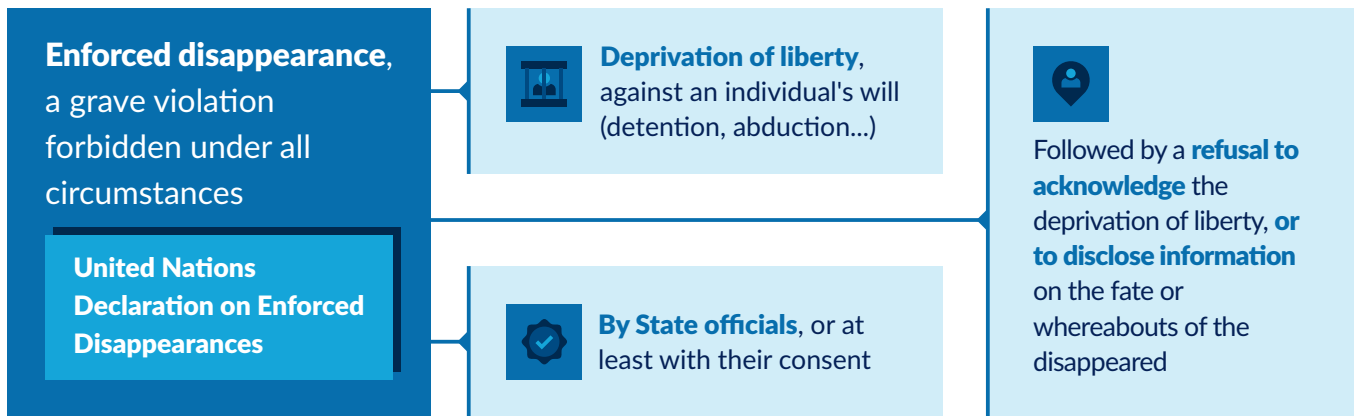 Enforced disappearance,
a grave violation
forbidden under all
circumstances
United Nations
Declaration on Enforced
Disappearances
Deprivation of liberty,
against an individual's will
(detention, abduction...)
By State officials, or at
least with their consent
Followed by a refusal to
acknowledge the
deprivation of liberty, or
to disclose information
on the fate or
whereabouts of the
disappeared